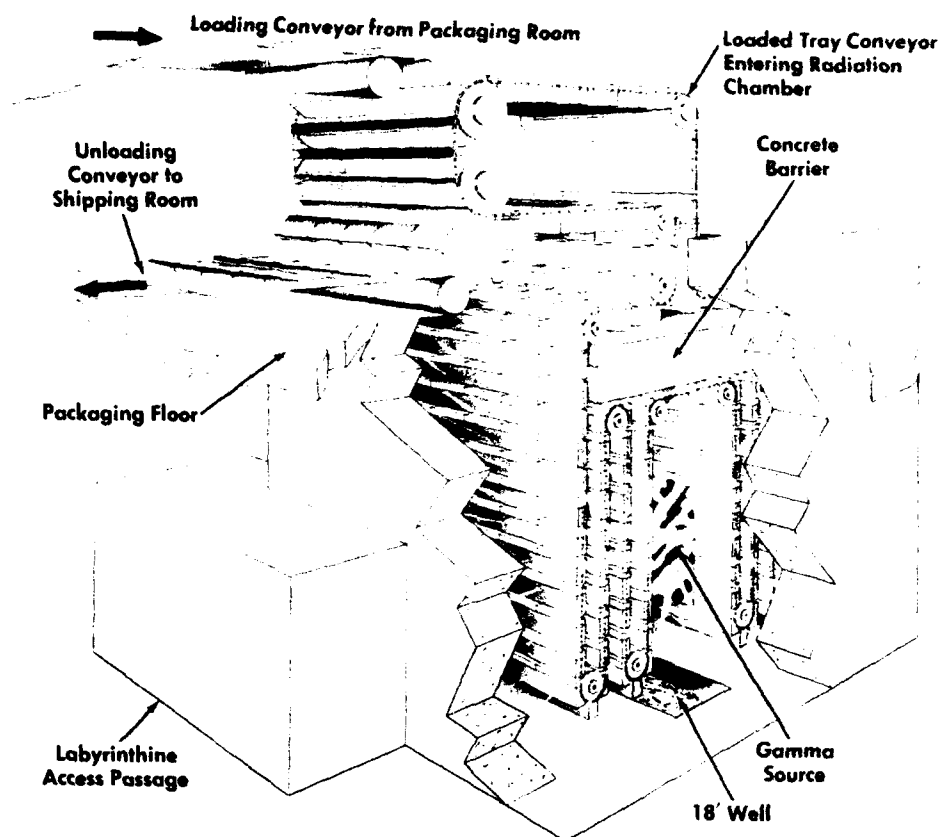 Loading Conveyor from Packaging Room
Loaded Tray Conveyor
Entering Radiation
Chamber
Unloading
Conveyor to
Shipping Room
Concrete
Barrier
Packaging Floor
Labyrinthine
Access Passage
Gamma
Source
18' Well